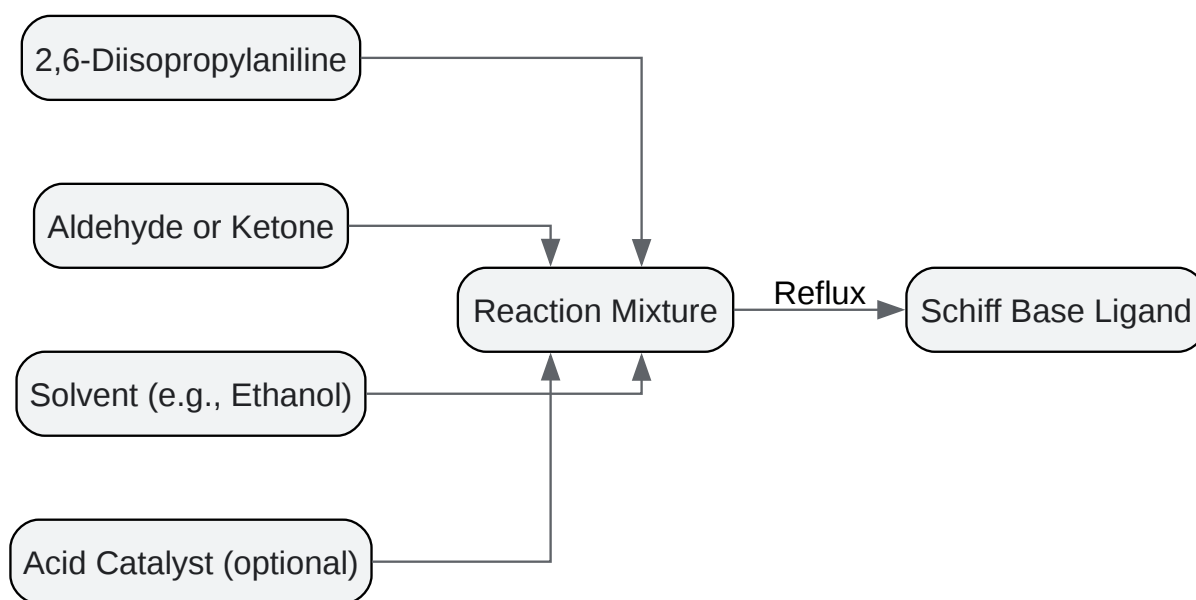 2,6-Diisopropylaniline
Aldehyde or Ketone
Reaction Mixture
Reflux
Schiff Base Ligand
Solvent (e.g., Ethanol)
Acid Catalyst (optional)